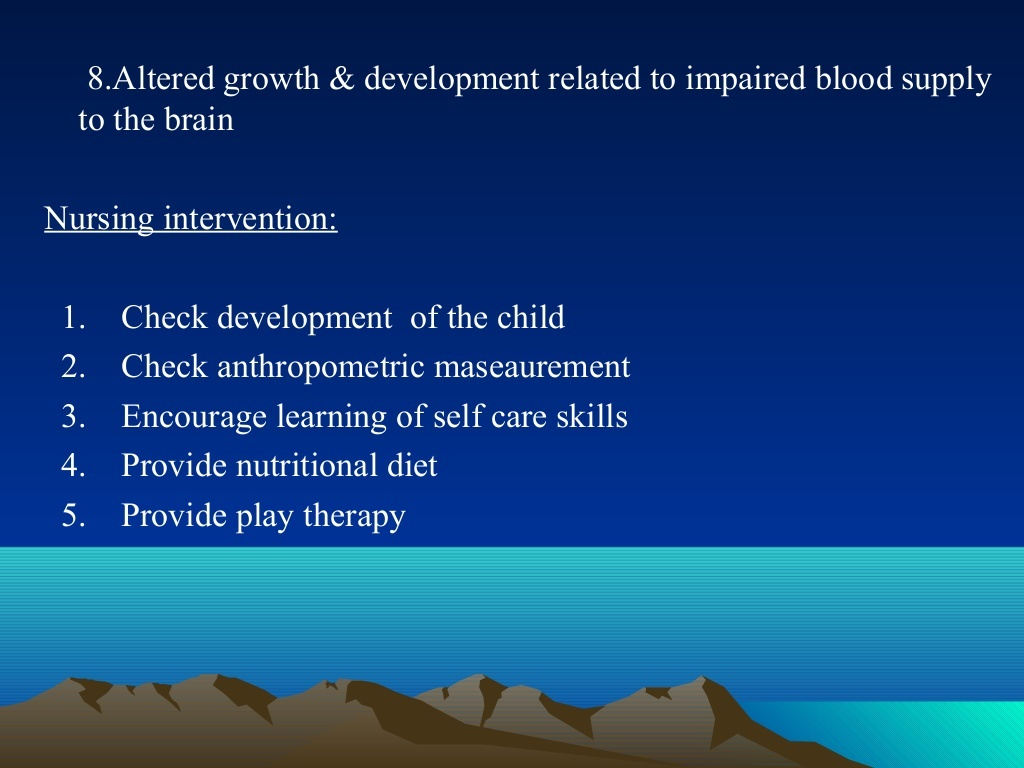 8.Altered growth & development related to impaired blood supply
to the brain
Nursing intervention:
1. Check development  of the child
2. Check anthropometric maseaurement
3. Encourage learning of self care skills
4. Provide nutritional diet
5. Provide play therapy